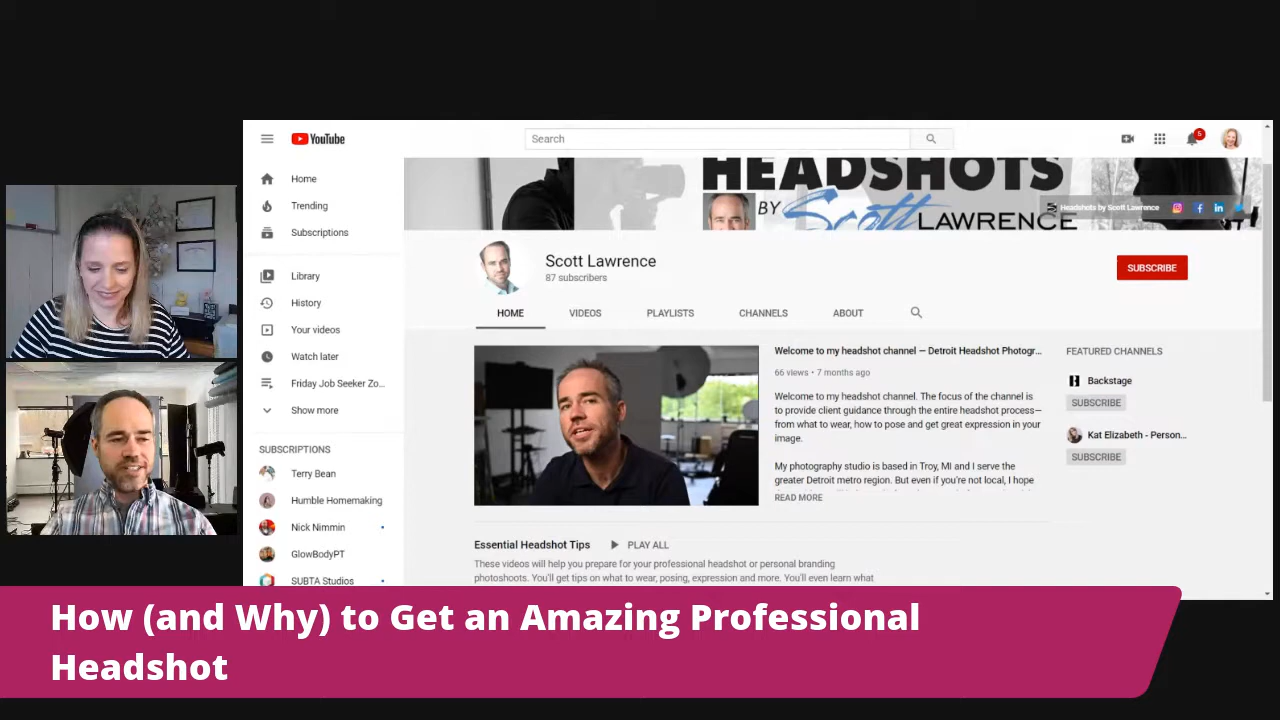 YouTube
Search
5
Home
Trending
Subscriptions
Library
History
Your videos
Watch later
Friday Job Seeker Zo...
Show more
SUBSCRIPTIONS
Terry Bean
Humble Homemaking
Nick Nimmin
GlowBodyPT
SUBTA Studios
HEADSHOTS
BY Scott LAWRENCE
Headshots by Scott Lawrence
Scott Lawrence
87 subscribers
SUBSCRIBE
HOME
VIDEOS
PLAYLISTS
CHANNELS
ABOUT
Welcome to my headshot channel — Detroit Headshot Photogr...
66 views • 7 months ago
Welcome to my headshot channel. The focus of the channel is
to provide client guidance through the entire headshot process—
from what to wear, how to pose and get great expression in your
image.
My photography studio is based in Troy, MI and I serve the
greater Detroit metro region. But even if you're not local, I hope
READ MORE
FEATURED CHANNELS
Backstage
SUBSCRIBE
Kat Elizabeth - Person...
SUBSCRIBE
Essential Headshot Tips
PLAY ALL
These videos will help you prepare for your professional headshot or personal branding
photoshoots. You'll get tips on what to wear, posing, expression and more. You'll even learn what
How (and Why) to Get an Amazing Professional
Headshot